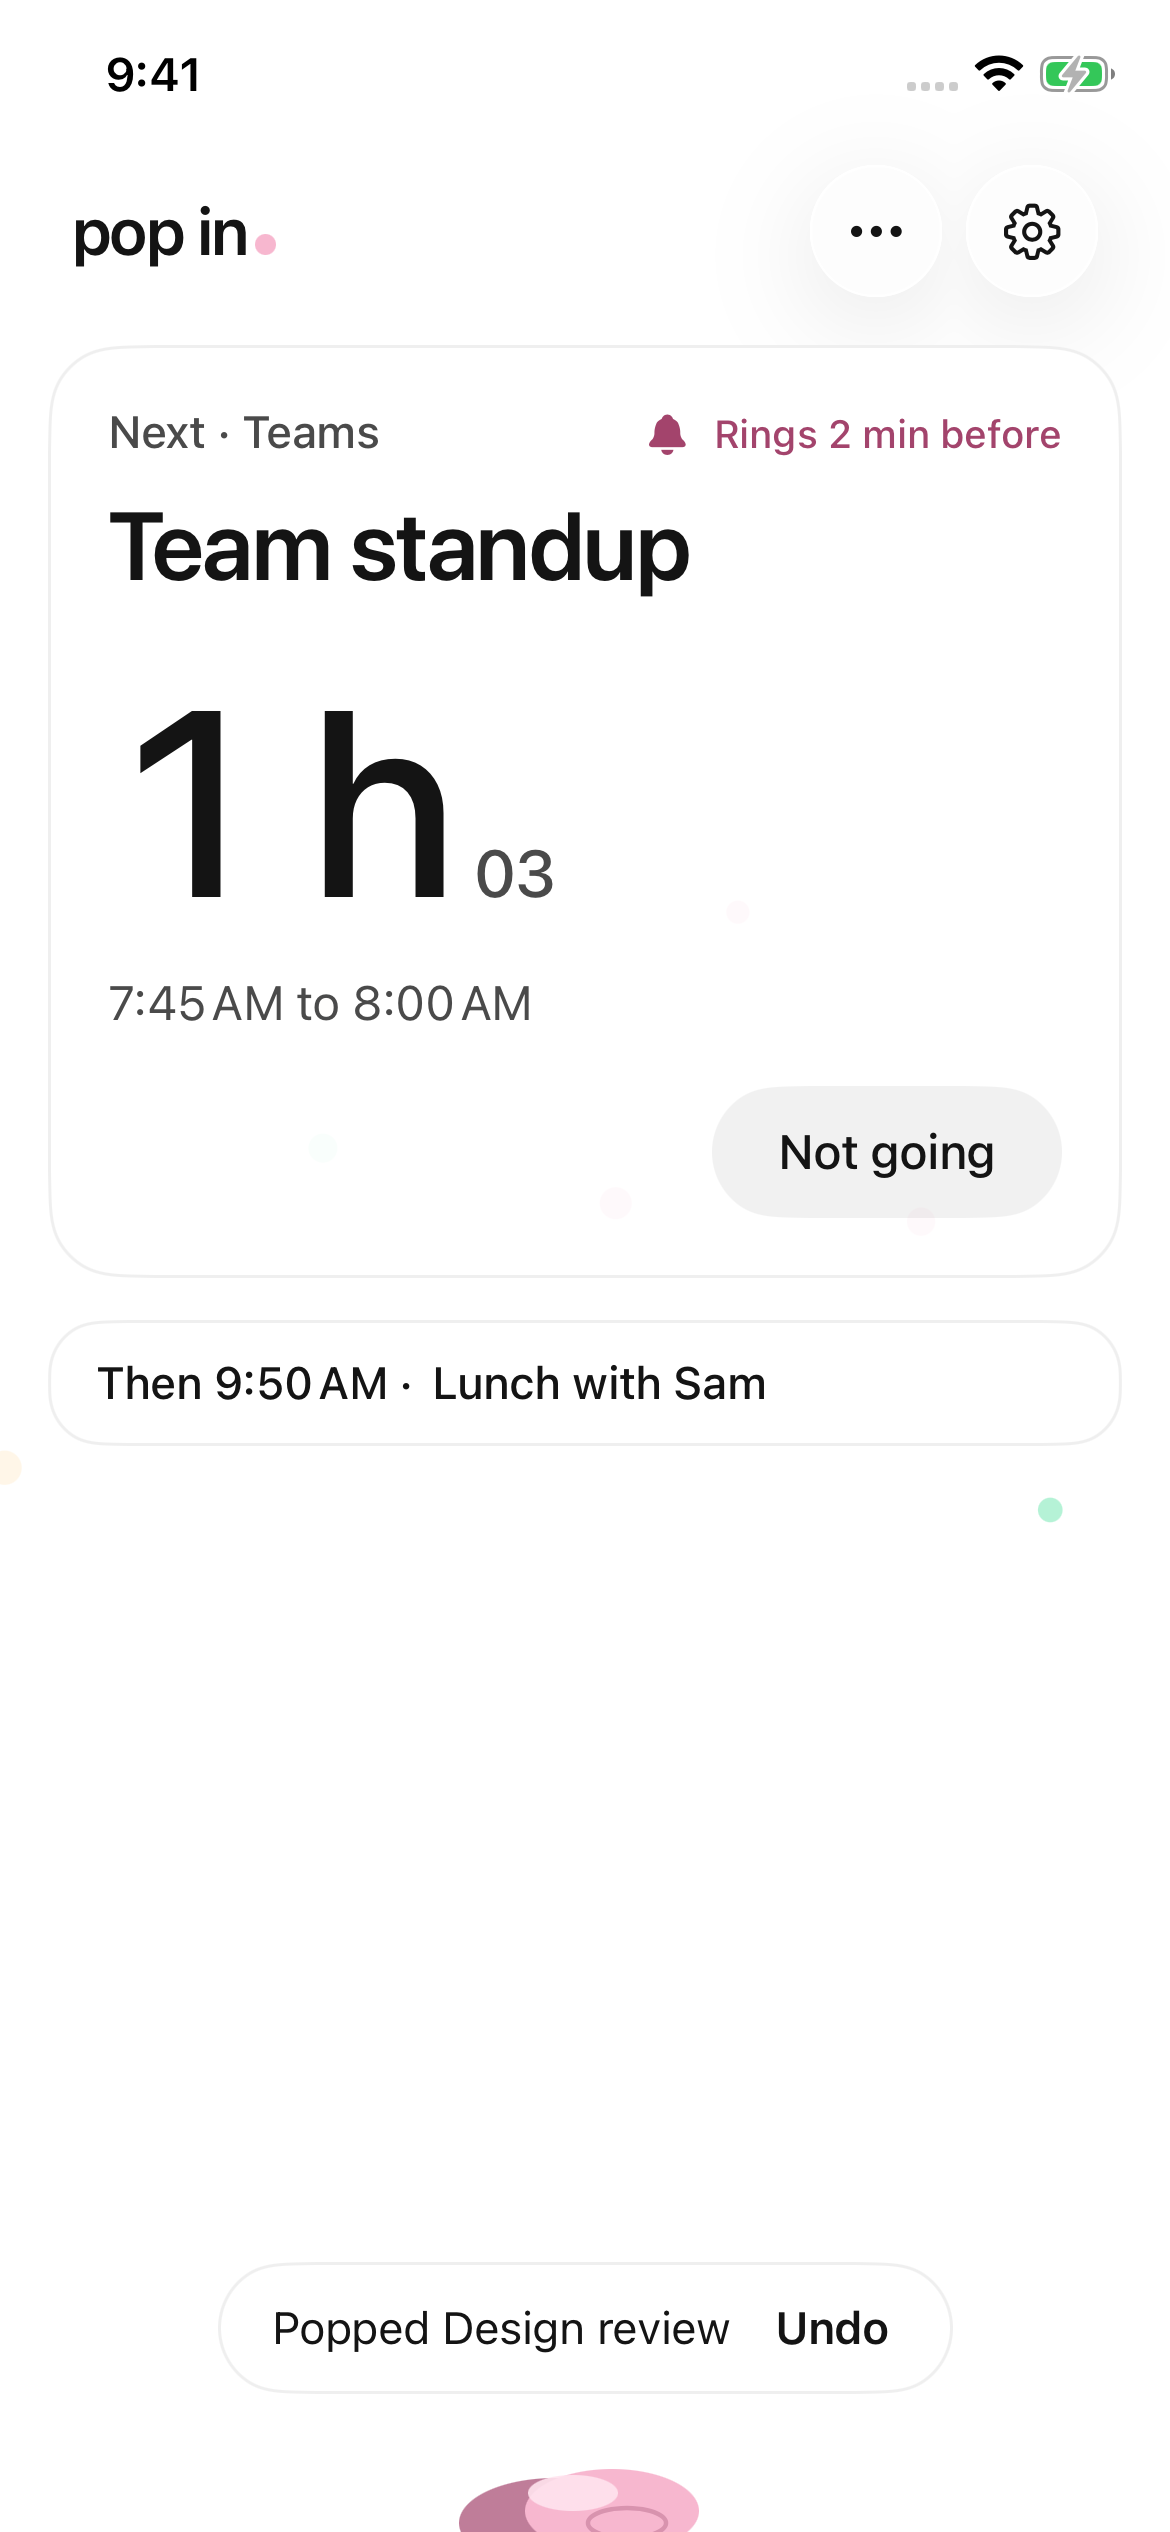 9:41
pop in
Next · Teams
Rings 2 min before
Team standup
1 h 03
7:45 AM to 8:00 AM
Not going
Then 9:50 AM · Lunch with Sam
Popped Design review Undo